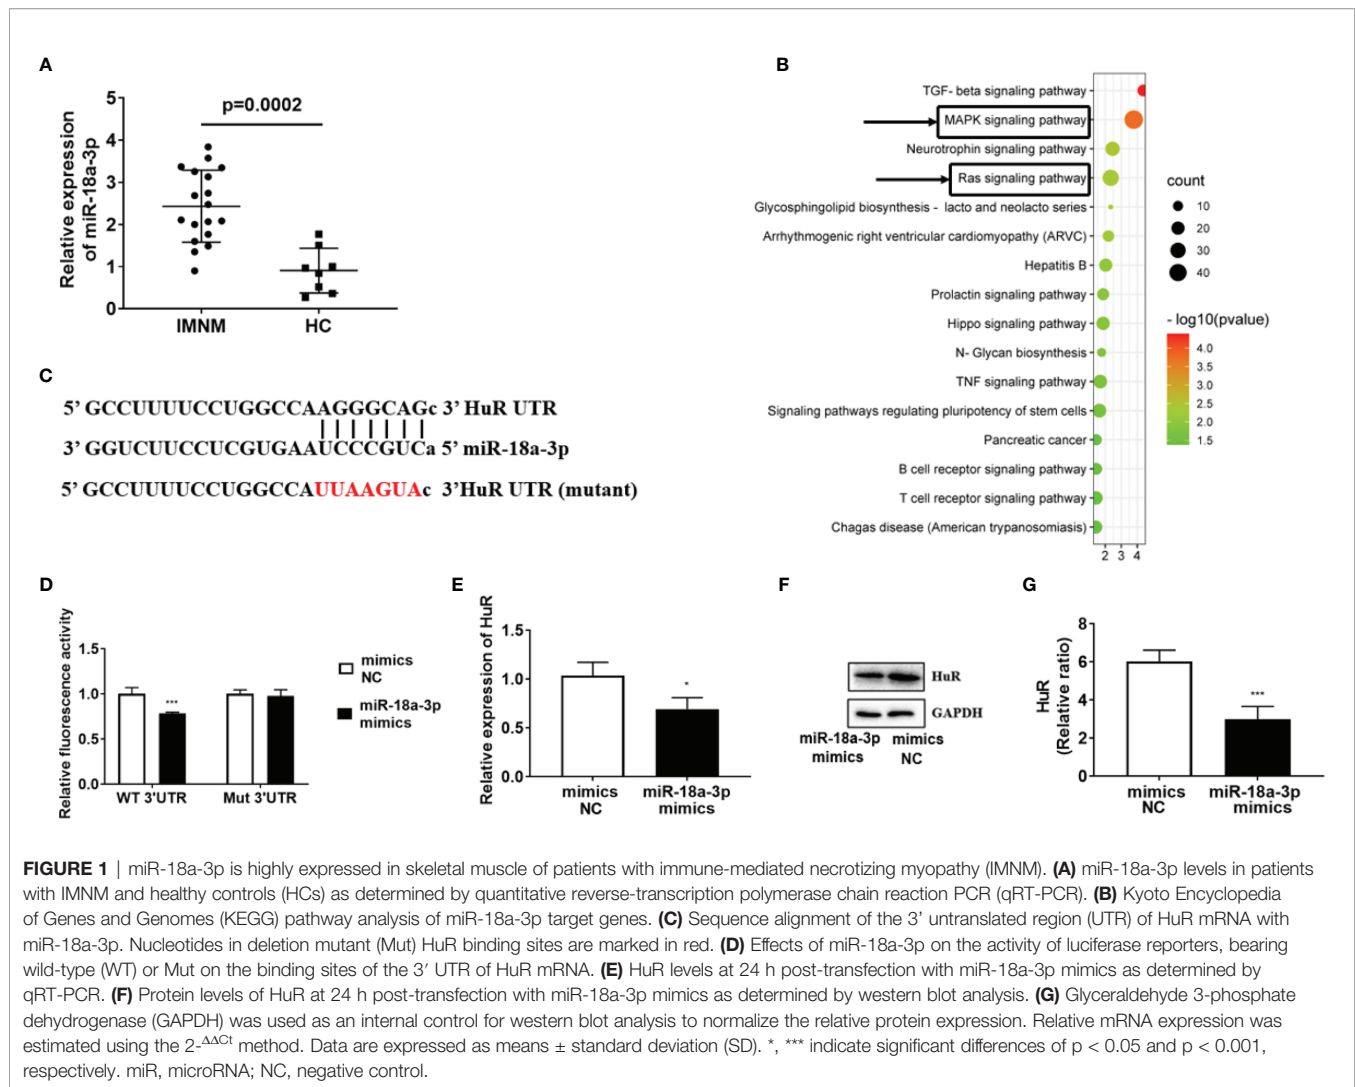 A
Relative expression
of miR-18a-3p
5
4
3
2
1
0
p=0.0002
IMNM
HC
B
TGF- beta signaling pathway
MAPK signaling pathway
Neurotrophin signaling pathway
Ras signaling pathway
Glycosphingolipid biosynthesis - lacto and neolacto series
Arrhythmogenic right ventricular cardiomyopathy (ARVC)
Hepatitis B
Prolactin signaling pathway
Hippo signaling pathway
N- Glycan biosynthesis
TNF signaling pathway
Signaling pathways regulating pluripotency of stem cells
Pancreatic cancer
B cell receptor signaling pathway
T cell receptor signaling pathway
Chagas disease (American trypanosomiasis)
2 3 4
count
10
20
30
40
- log10(pvalue)
4.0
3.5
3.0
2.5
2.0
1.5
C
5' GCCUUUUCCUGGCCAAGGGCAGc 3' HuR UTR
3' GGUCUUCCUCGUGAAUCCCGUCa 5' miR-18a-3p
5' GCCUUUUCCUGGCCAUUAAGUAc 3'HuR UTR (mutant)
D
Relative fluorescence activity
1.5
1.0
0.5
0.0
***
WT 3'UTR
Mut 3'UTR
mimics
NC
miR-18a-3p
mimics
E
Relative expression of HuR
1.5
1.0
0.5
0.0
*
mimics
NC
miR-18a-3p
mimics
F
HuR
GAPDH
miR-18a-3p
mimics
mimics
NC
G
HuR
(Relative ratio)
8
6
4
2
0
***
mimics
NC
miR-18a-3p
mimics
FIGURE 1 | miR-18a-3p is highly expressed in skeletal muscle of patients with immune-mediated necrotizing myopathy (IMNM). (A) miR-18a-3p levels in patients
with IMNM and healthy controls (HCs) as determined by quantitative reverse-transcription polymerase chain reaction PCR (qRT-PCR). (B) Kyoto Encyclopedia
of Genes and Genomes (KEGG) pathway analysis of miR-18a-3p target genes. (C) Sequence alignment of the 3' untranslated region (UTR) of HuR mRNA with
miR-18a-3p. Nucleotides in deletion mutant (Mut) HuR binding sites are marked in red. (D) Effects of miR-18a-3p on the activity of luciferase reporters, bearing
wild-type (WT) or Mut on the binding sites of the 3′ UTR of HuR mRNA. (E) HuR levels at 24 h post-transfection with miR-18a-3p mimics as determined by
qRT-PCR. (F) Protein levels of HuR at 24 h post-transfection with miR-18a-3p mimics as determined by western blot analysis. (G) Glyceraldehyde 3-phosphate
dehydrogenase (GAPDH) was used as an internal control for western blot analysis to normalize the relative protein expression. Relative mRNA expression was
estimated using the 2-ΔΔCt method. Data are expressed as means ± standard deviation (SD). *, *** indicate significant differences of p < 0.05 and p < 0.001,
respectively. miR, microRNA; NC, negative control.